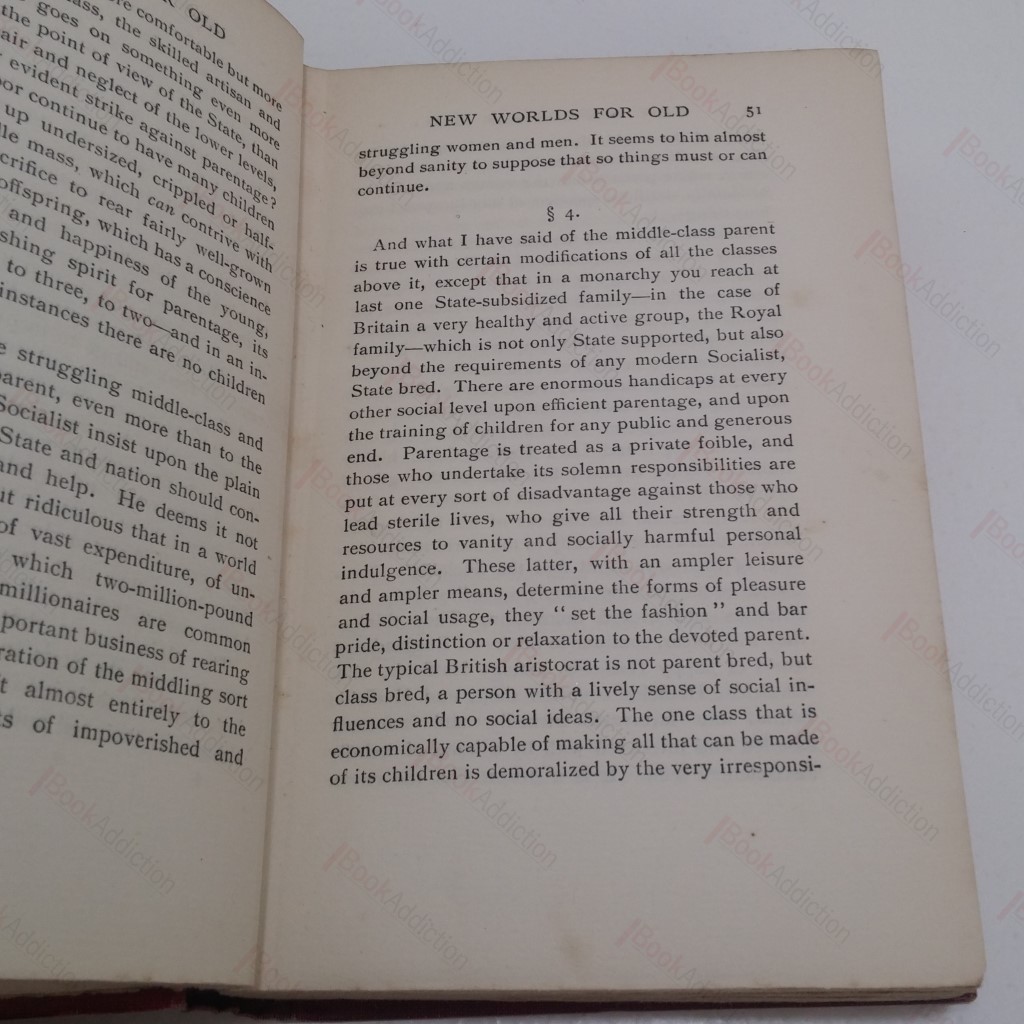 OLD
comfortable but more
the skilled artisan and
goes on something even more
the point of view of the State, than
air and neglect of the lower levels,
evident strike against parentage?
continue to have many children
up undersized, crippled or half-
mass, which can contrive with
to rear fairly well-grown
offspring, which has a conscience
and happiness of the young,
spirit for parentage, its
to three, to two—and in an in-
instances there are no children
struggling middle-class and
parent, even more than to the
Socialist insist upon the plain
State and nation should con-
and help. He deems it not
ridiculous that in a world
of vast expenditure, of un-
which two-million-pound
millionaires are common
business of rearing
of the middling sort
almost entirely to the
of impoverished and
NEW WORLDS FOR OLD 51
struggling women and men. It seems to him almost
beyond sanity to suppose that so things must or can
continue.
§ 4.
And what I have said of the middle-class parent
is true with certain modifications of all the classes
above it, except that in a monarchy you reach at
last one State-subsidized family—in the case of
Britain a very healthy and active group, the Royal
family—which is not only State supported, but also
beyond the requirements of any modern Socialist,
State bred. There are enormous handicaps at every
other social level upon efficient parentage, and upon
the training of children for any public and generous
end. Parentage is treated as a private foible, and
those who undertake its solemn responsibilities are
put at every sort of disadvantage against those who
lead sterile lives, who give all their strength and
resources to vanity and socially harmful personal
indulgence. These latter, with an ampler leisure
and ampler means, determine the forms of pleasure
and social usage, they "set the fashion" and bar
pride, distinction or relaxation to the devoted parent.
The typical British aristocrat is not parent bred, but
class bred, a person with a lively sense of social in-
fluences and no social ideas. The one class that is
economically capable of making all that can be made
of its children is demoralized by the very irresponsi-
BookAddiction